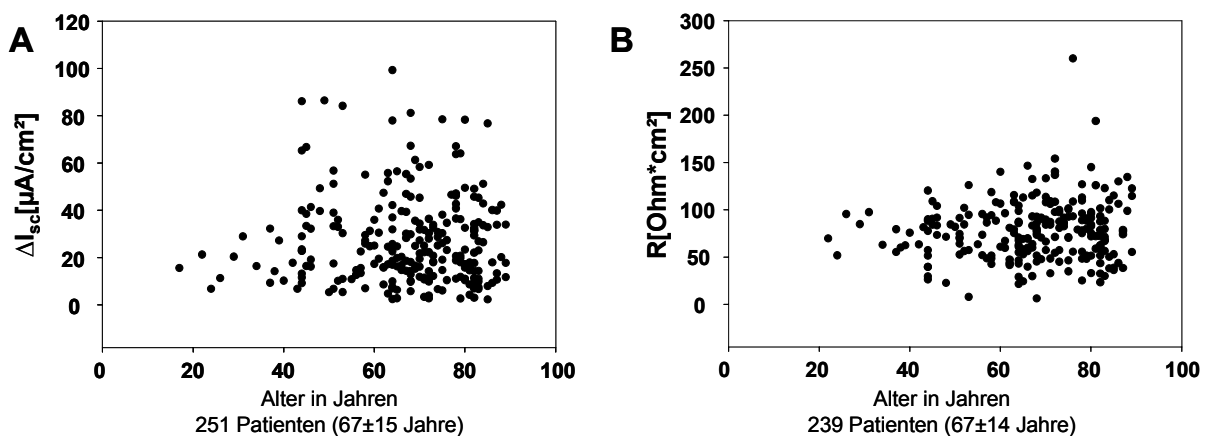 A
ΔIsc[µA/cm²]
120
100
80
60
40
20
0
0 20 40 60 80 100
Alter in Jahren
251 Patienten (67±15 Jahre)
B
R[Ohm*cm²]
300
250
200
150
100
50
0
0 20 40 60 80 100
Alter in Jahren
239 Patienten (67±14 Jahre)